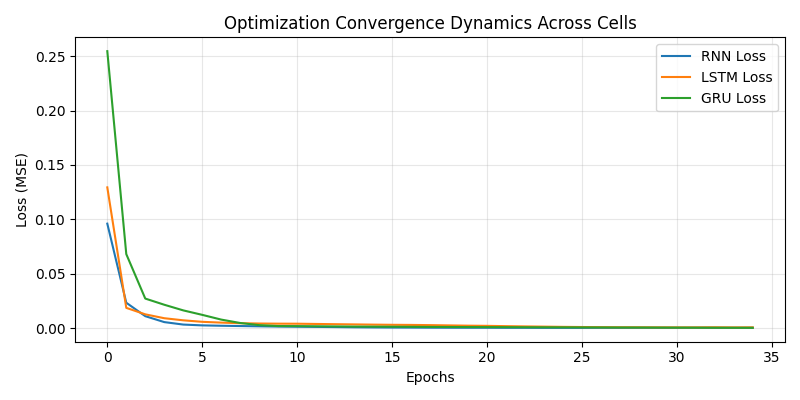 Optimization Convergence Dynamics Across Cells
RNN Loss
LSTM Loss
GRU Loss
0.25
0.20
0.15
0.10
0.05
0.00
Loss (MSE)
0 5 10 15 20 25 30 35
Epochs